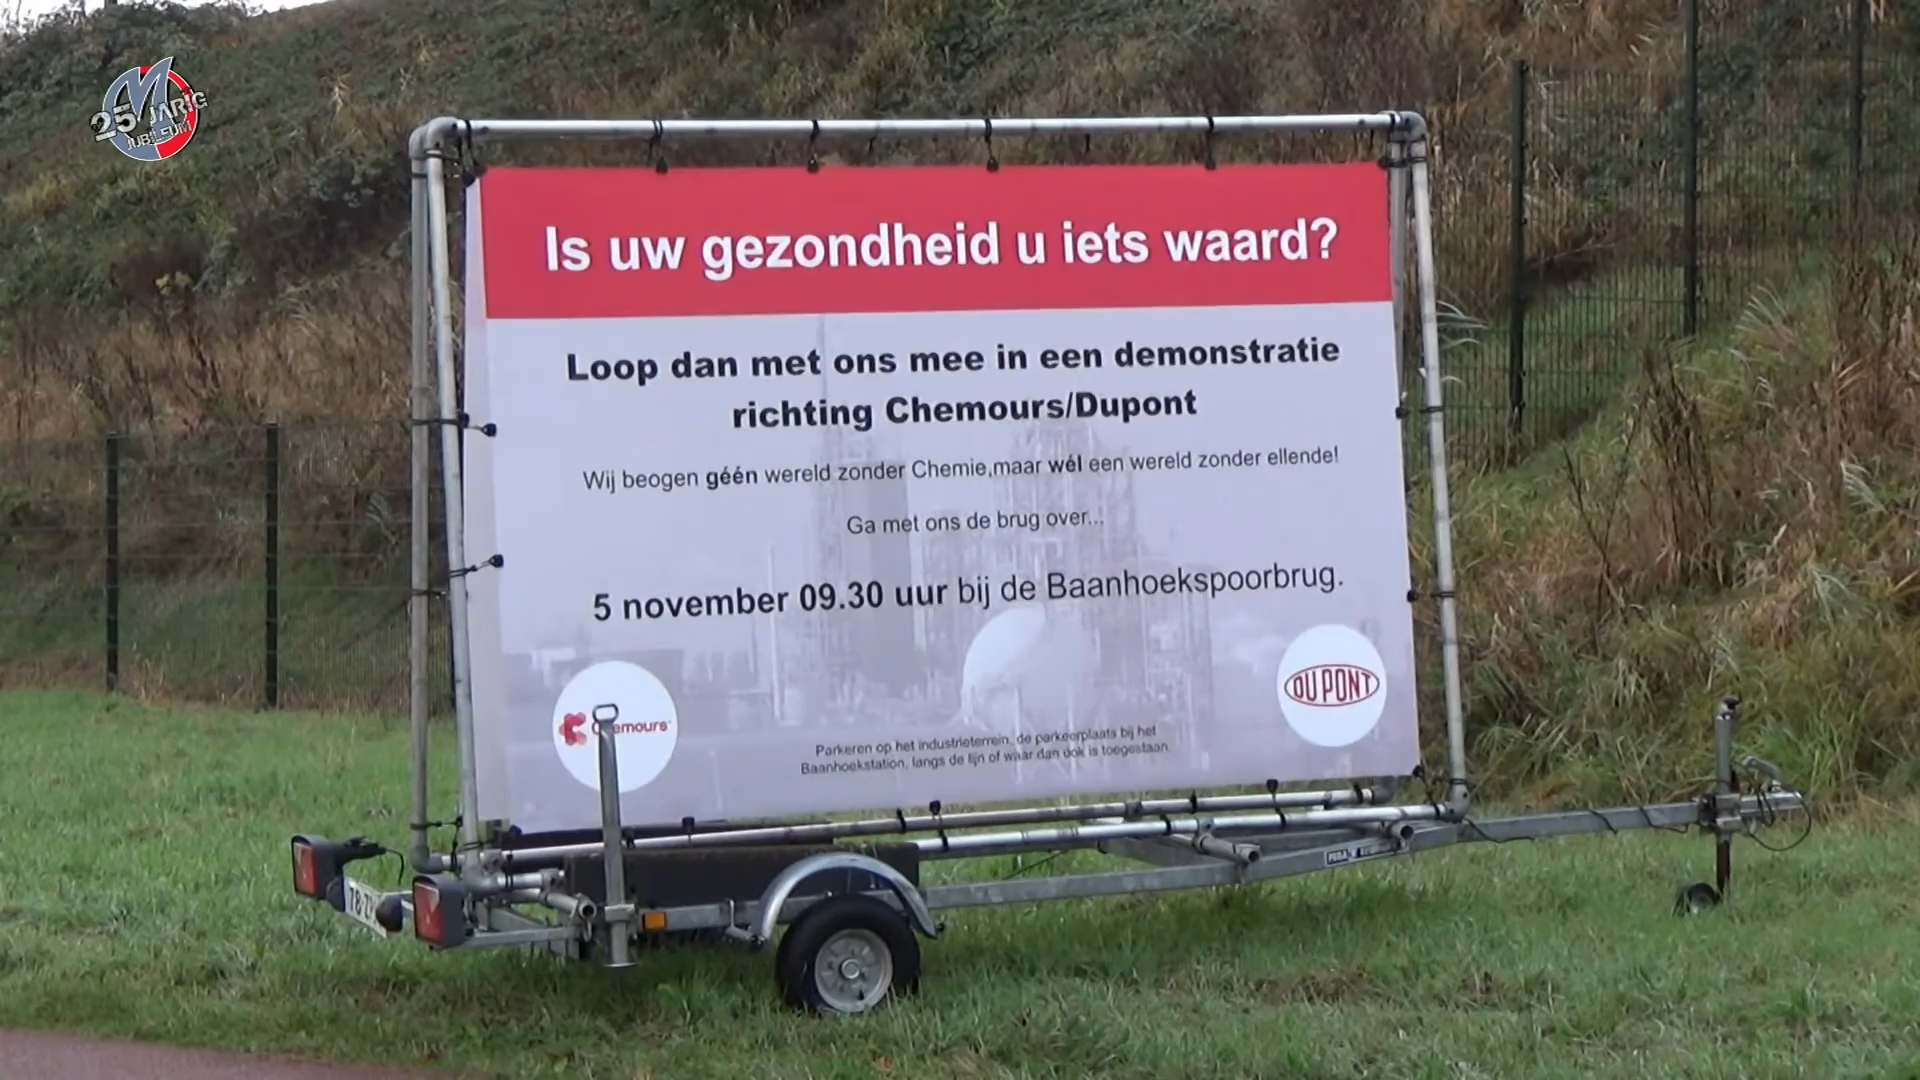 25 JARIG
JUBILEUM
Is uw gezondheid u iets waard?
Loop dan met ons mee in een demonstratie
richting Chemours/Dupont
Wij beogen géén wereld zonder Chemie,maar wél een wereld zonder ellende!
Ga met ons de brug over...
5 november 09.30 uur bij de Baanhoekspoorbrug.
Chemours
DU PONT
Parkeren op het industrieterrein, de parkeerplaats bij het
Baanhoekstation, langs de lijn of waar dan ook is toegestaan.